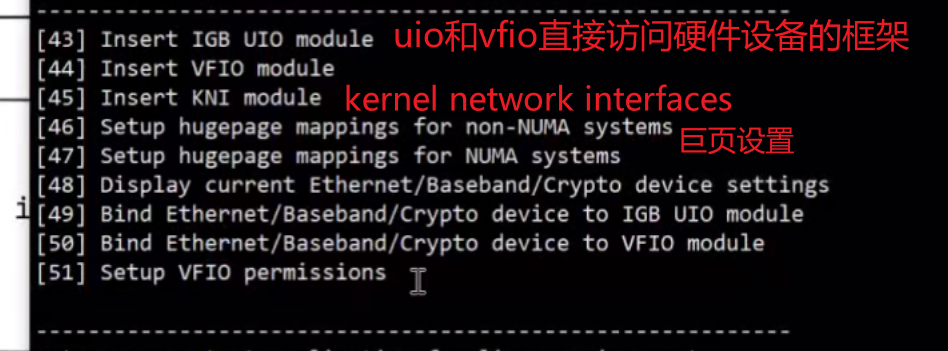 [43] Insert IGB UIO module uio和vfio直接访问硬件设备的框架
[44] Insert VFIO module
[45] Insert KNI module kernel network interfaces
[46] Setup hugepage mappings for non-NUMA systems
巨页设置
[47] Setup hugepage mappings for NUMA systems
[48] Display current Ethernet/Baseband/Crypto device settings
[49] Bind Ethernet/Baseband/Crypto device to IGB UIO module
[50] Bind Ethernet/Baseband/Crypto device to VFIO module
[51] Setup VFIO permissions